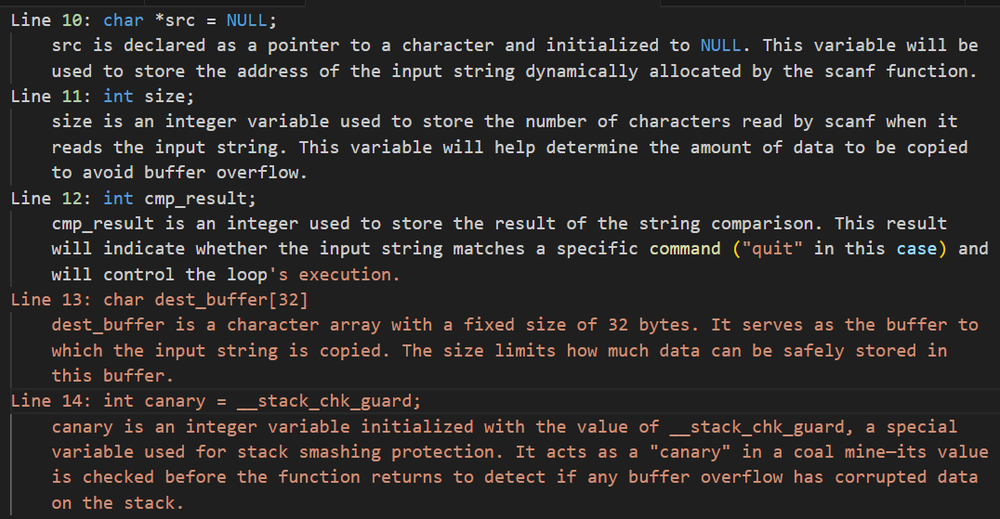 Line 10: char *src = NULL;
src is declared as a pointer to a character and initialized to NULL. This variable will be
used to store the address of the input string dynamically allocated by the scanf function.
Line 11: int size;
size is an integer variable used to store the number of characters read by scanf when it
reads the input string. This variable will help determine the amount of data to be copied
to avoid buffer overflow.
Line 12: int cmp_result;
cmp_result is an integer used to store the result of the string comparison. This result
will indicate whether the input string matches a specific command ("quit" in this case) and
will control the loop's execution.
Line 13: char dest_buffer[32]
dest_buffer is a character array with a fixed size of 32 bytes. It serves as the buffer to
which the input string is copied. The size limits how much data can be safely stored in
this buffer.
Line 14: int canary = __stack_chk_guard;
canary is an integer variable initialized with the value of __stack_chk_guard, a special
variable used for stack smashing protection. It acts as a "canary" in a coal mine—its value
is checked before the function returns to detect if any buffer overflow has corrupted data
on the stack.